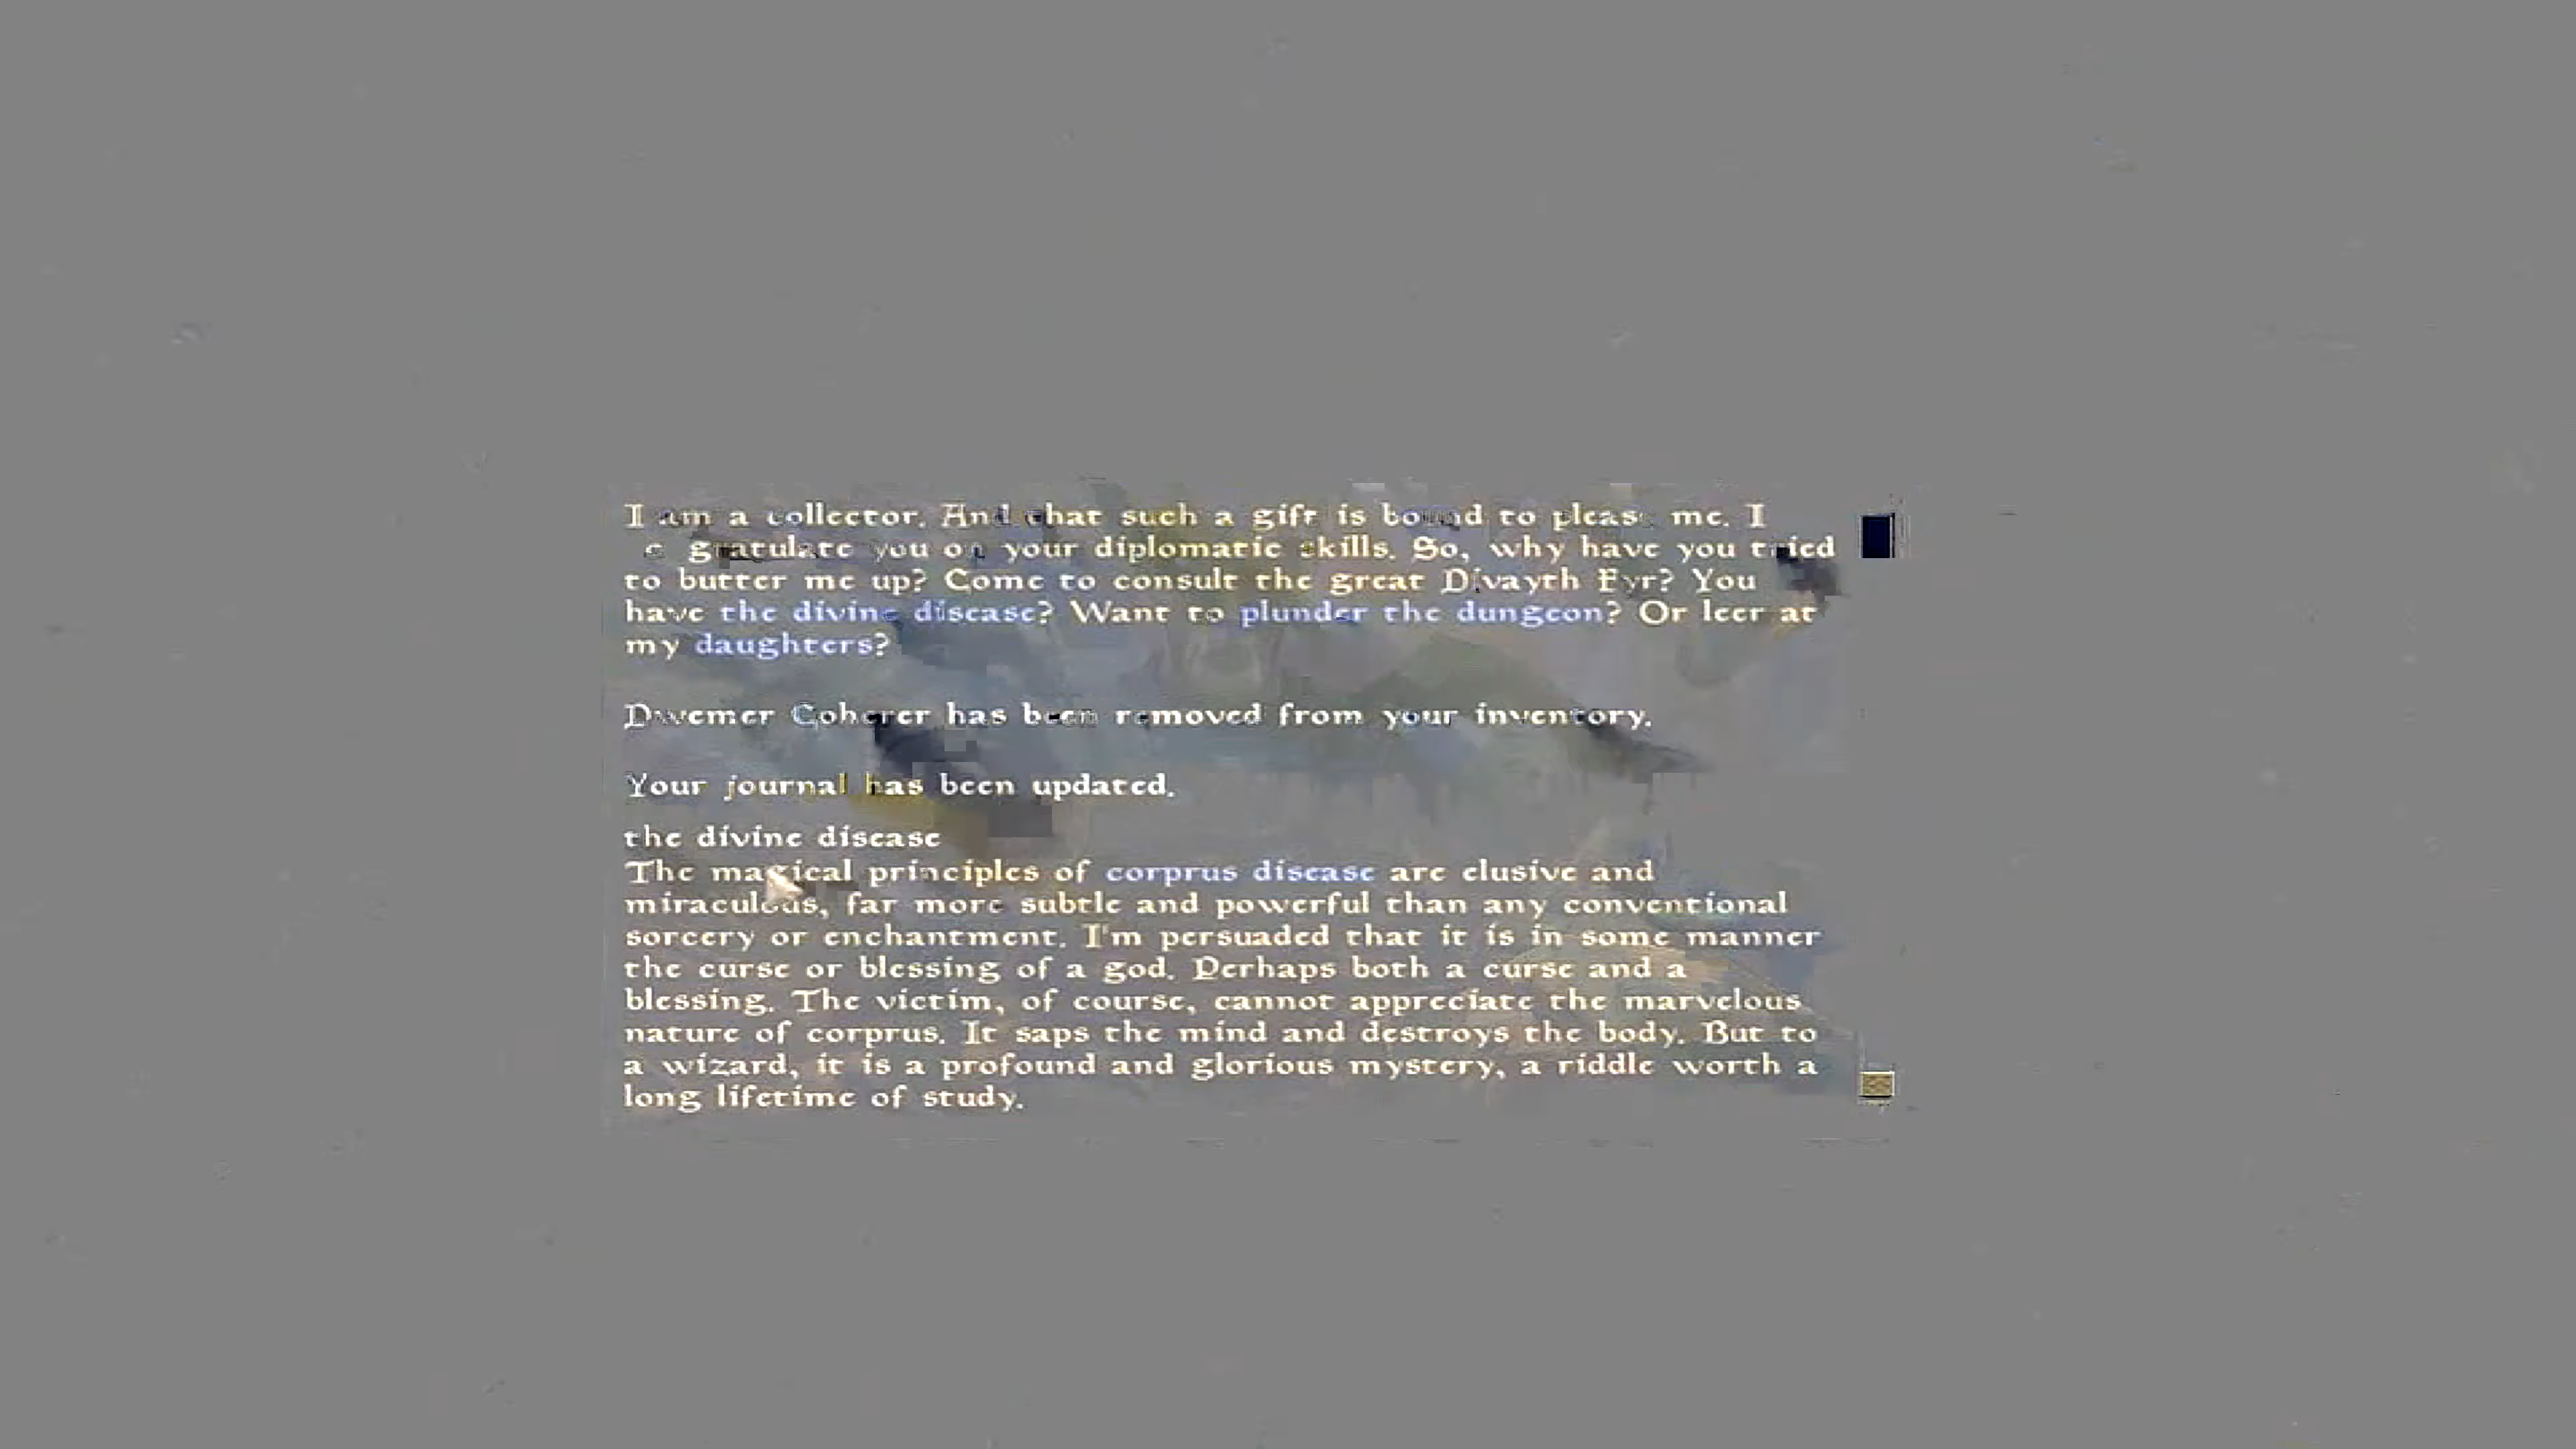 I am a collector. And that such a gift is bound to please me. I
congratulate you on your diplomatic skills. So, why have you tried
to butter me up? Come to consult the great Divayth Fyr? You
have the divine disease? Want to plunder the dungeon? Or leer at
my daughters?
Dwemer Coherer has been removed from your inventory.
Your journal has been updated.
the divine disease
The magical principles of corprus disease are elusive and
miraculous, far more subtle and powerful than any conventional
sorcery or enchantment. I'm persuaded that it is in some manner
the curse or blessing of a god. Perhaps both a curse and a
blessing. The victim, of course, cannot appreciate the marvelous
nature of corprus. It saps the mind and destroys the body. But to
a wizard, it is a profound and glorious mystery, a riddle worth a
long lifetime of study.